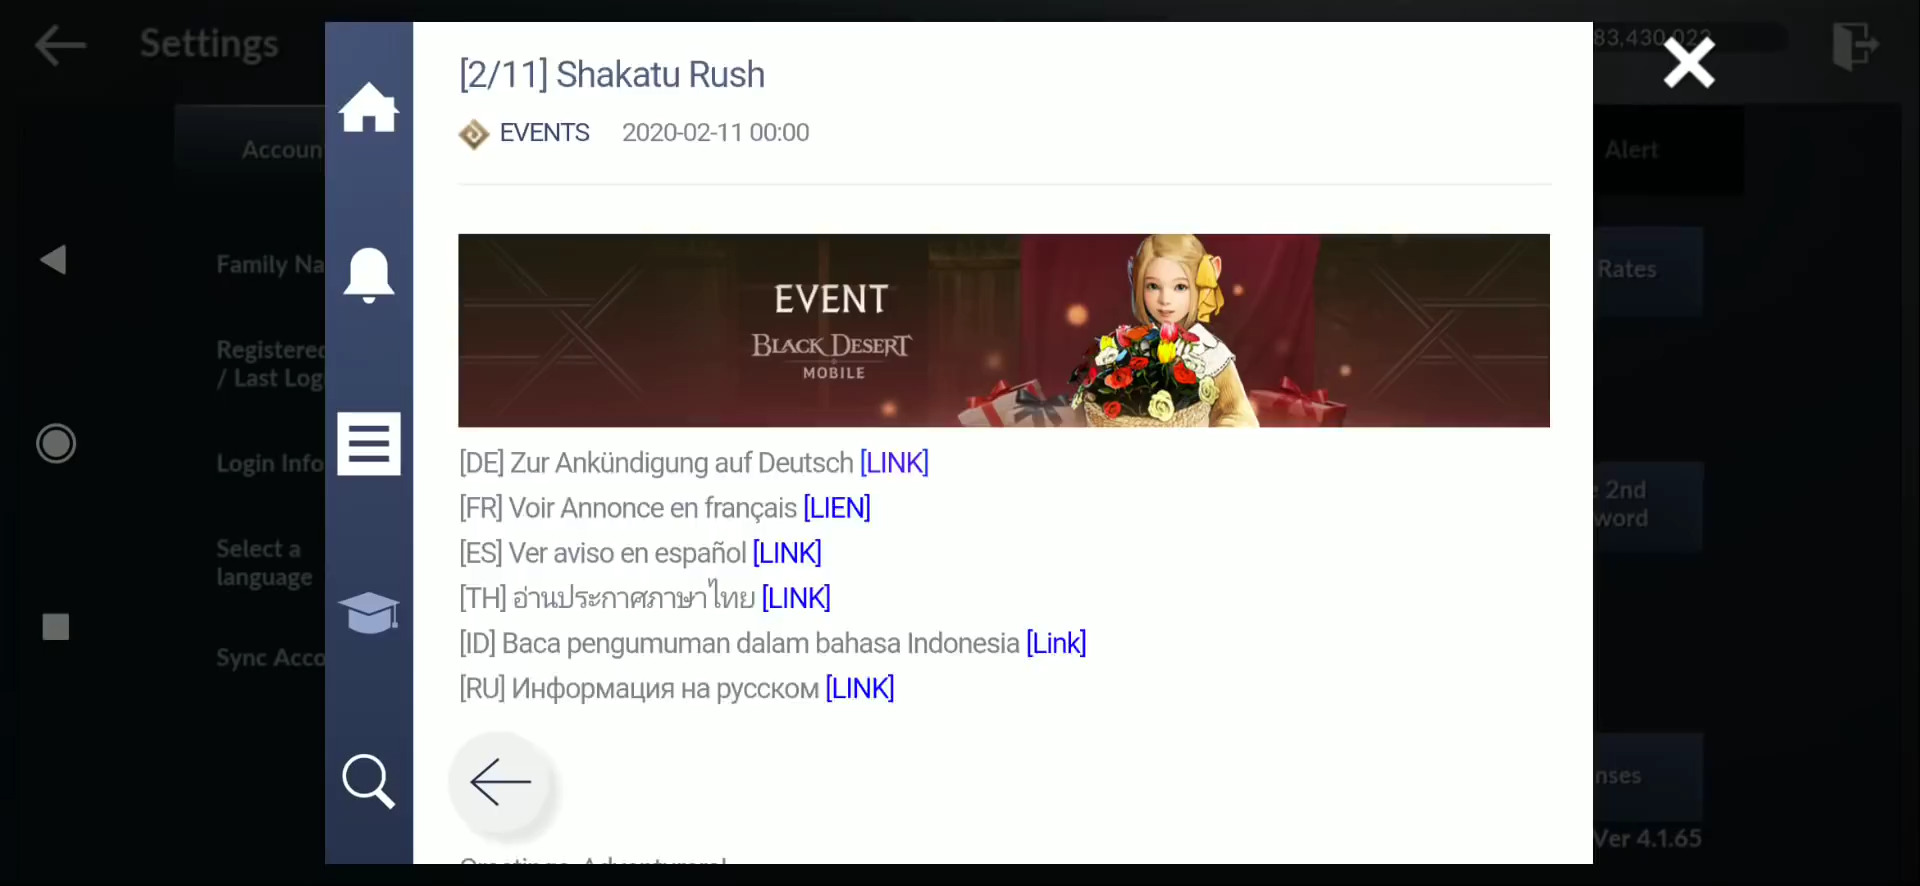 Settings
83,430,022
[2/11] Shakatu Rush
EVENTS 2020-02-11 00:00
Alert
Rates
Family Na
Registered
/ Last Log
Login Info
2nd
word
Select a
language
Sync Acco
nses
Ver 4.1.65
Accoun
EVENT
BLACK DESERT
MOBILE
[DE] Zur Ankündigung auf Deutsch [LINK]
[FR] Voir Annonce en français [LIEN]
[ES] Ver aviso en español [LINK]
[TH] อ่านประกาศภาษาไทย [LINK]
[ID] Baca pengumuman dalam bahasa Indonesia [Link]
[RU] Информация на русском [LINK]